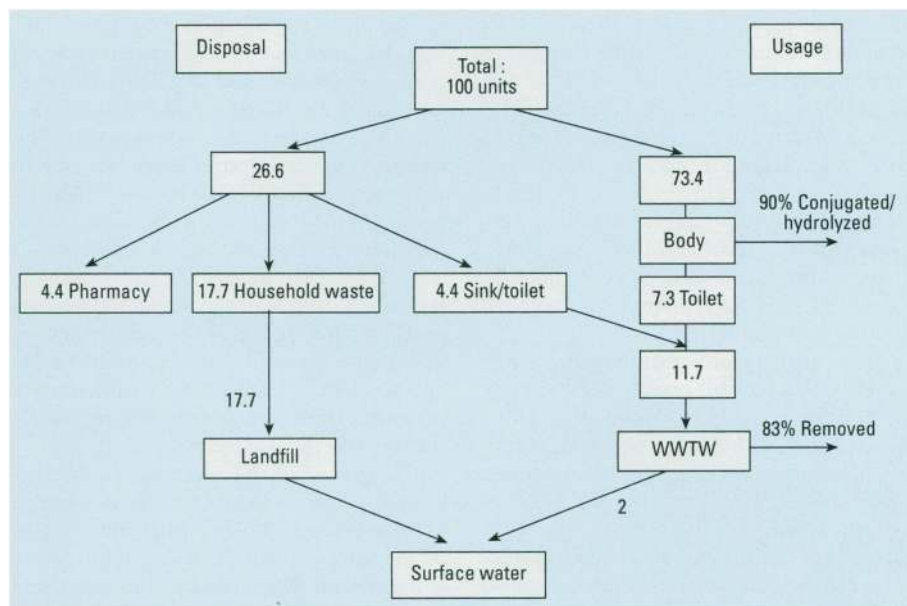 Disposal
Total :
100 units
Usage
26.6
73.4
90% Conjugated/
hydrolyzed
Body
4.4 Pharmacy
17.7 Household waste
4.4 Sink/toilet
7.3 Toilet
11.7
17.7
83% Removed
Landfill
WWTW
2
Surface water